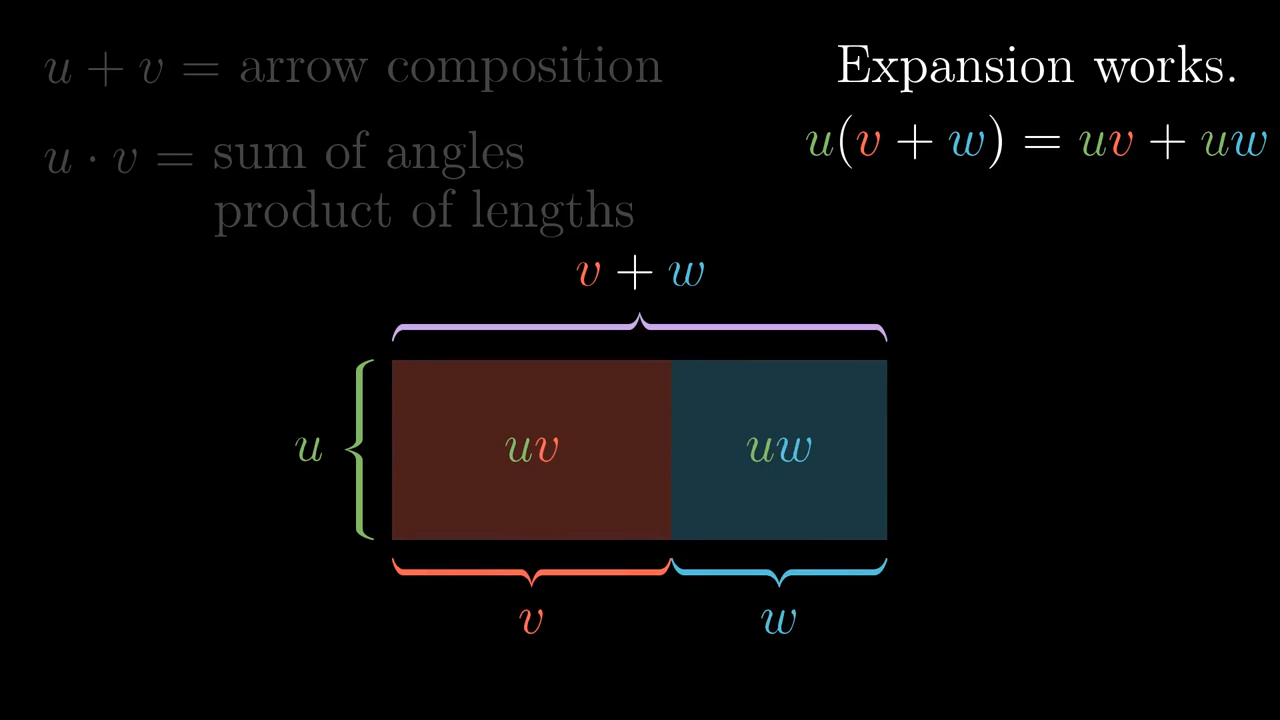 u + v = arrow composition
u · v = sum of angles
product of lengths
Expansion works.
u(v + w) = uv + uw
v + w
u
uv
uw
v
w